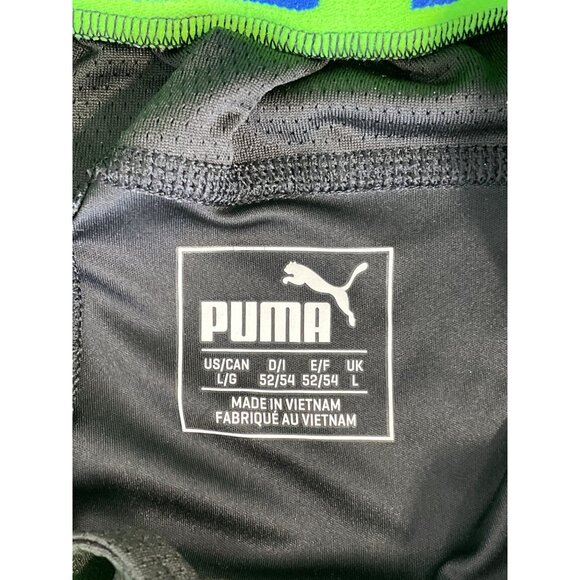 PUMA
US/CAN D/I E/F UK
L/G 52/54 52/54 L
MADE IN VIETNAM
FABRIQUÉ AU VIETNAM